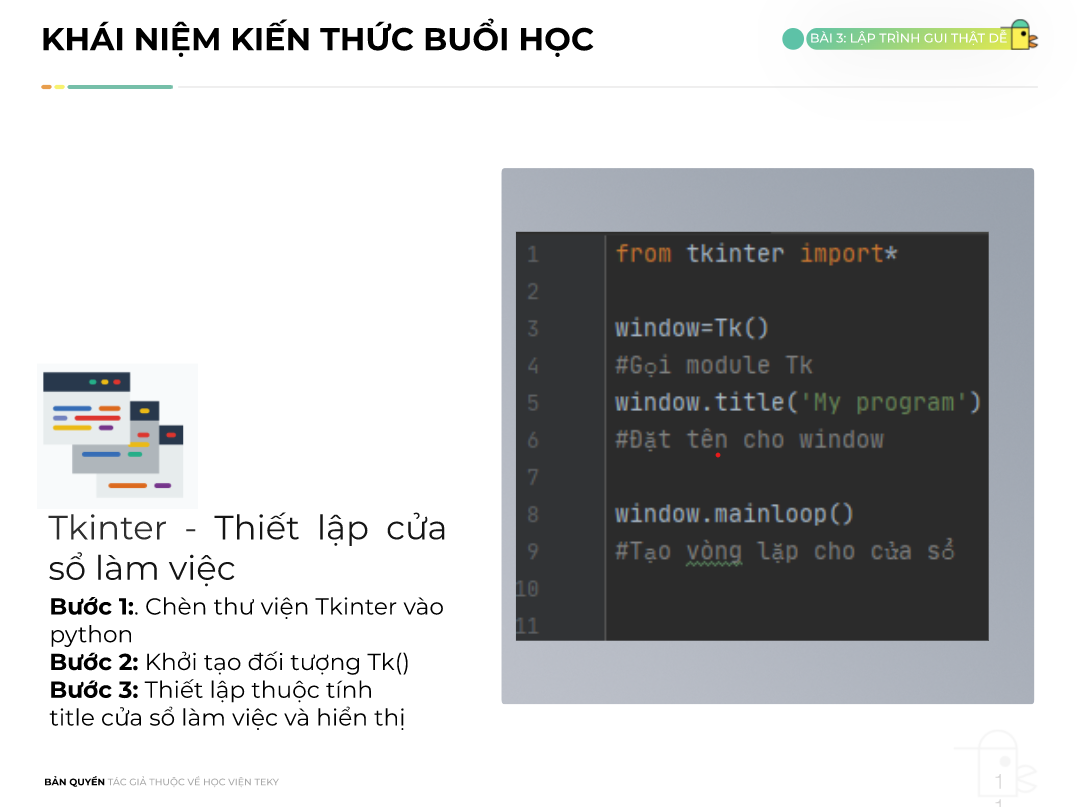 KHÁI NIỆM KIẾN THỨC BUỔI HỌC
BÀI 3: LẬP TRÌNH GUI THẬT DỄ
Tkinter - Thiết lập cửa
sổ làm việc
Bước 1:. Chèn thư viện Tkinter vào
python
Bước 2: Khởi tạo đối tượng Tk()
Bước 3: Thiết lập thuộc tính
title cửa sổ làm việc và hiển thị
1 from tkinter import*
2
3 window=Tk()
4 #Gọi module Tk
5 window.title('My program')
6 #Đặt tên cho window
7
8 window.mainloop()
9 #Tạo vòng lặp cho cửa sổ
10
11
BẢN QUYỀN TÁC GIẢ THUỘC VỀ HỌC VIỆN TEKY
1
1